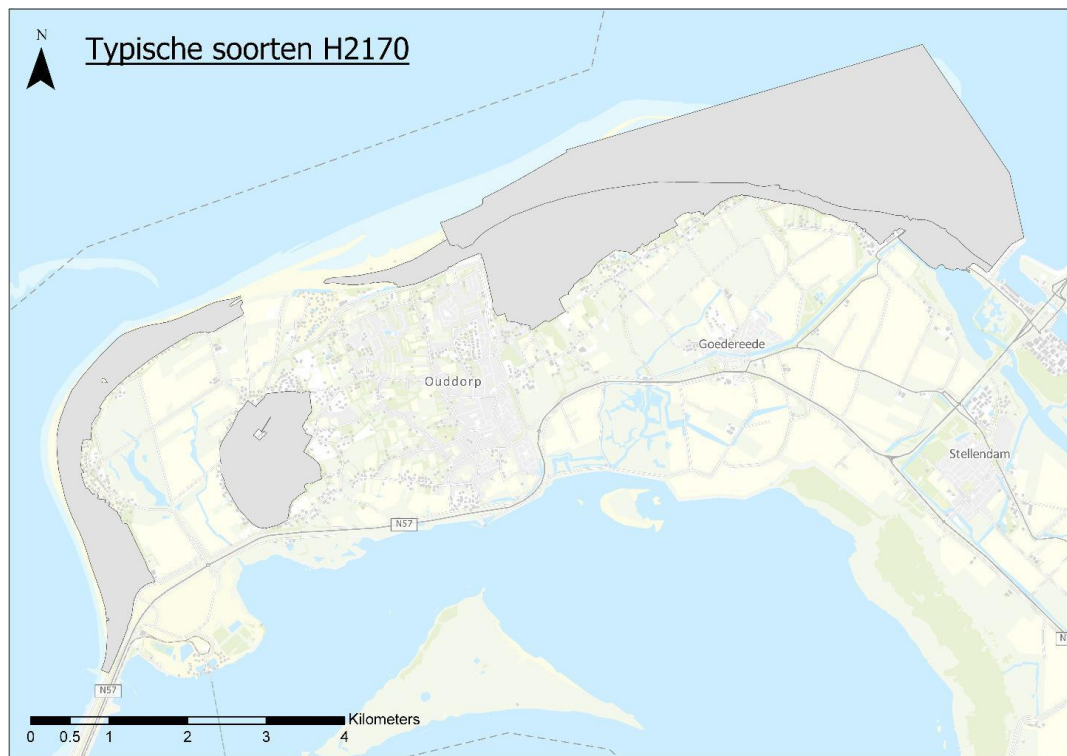 N
Typische soorten H2170
Goedereede
Ouddorp
Stellendam
N57
N
N57
Kilometers
0 0.5 1 2 3 4